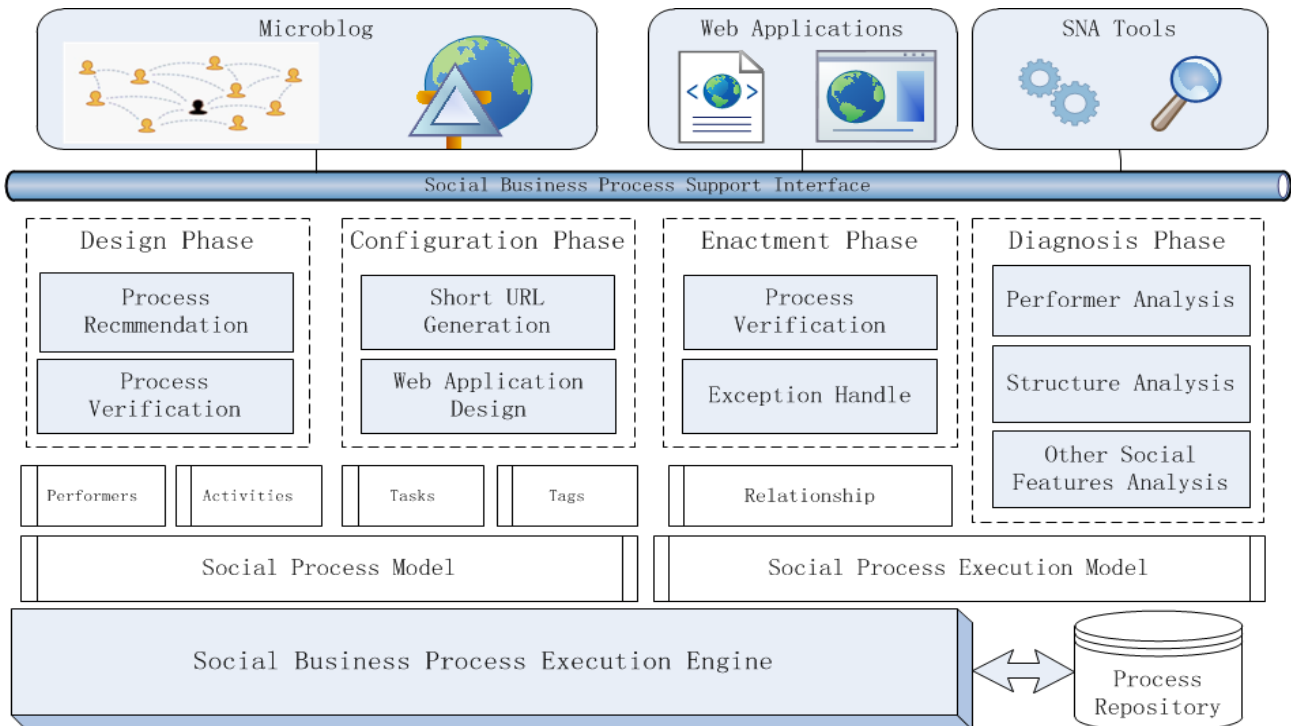 Microblog
Web Applications
SNA Tools
Social Business Process Support Interface
Design Phase
Process
Recmmendation
Process
Verification
Configuration Phase
Short URL
Generation
Web Application
Design
Enactment Phase
Process
Verification
Exception Handle
Diagnosis Phase
Performer Analysis
Structure Analysis
Other Social
Features Analysis
Performers
Activities
Tasks
Tags
Relationship
Social Process Model
Social Process Execution Model
Social Business Process Execution Engine
Process
Repository